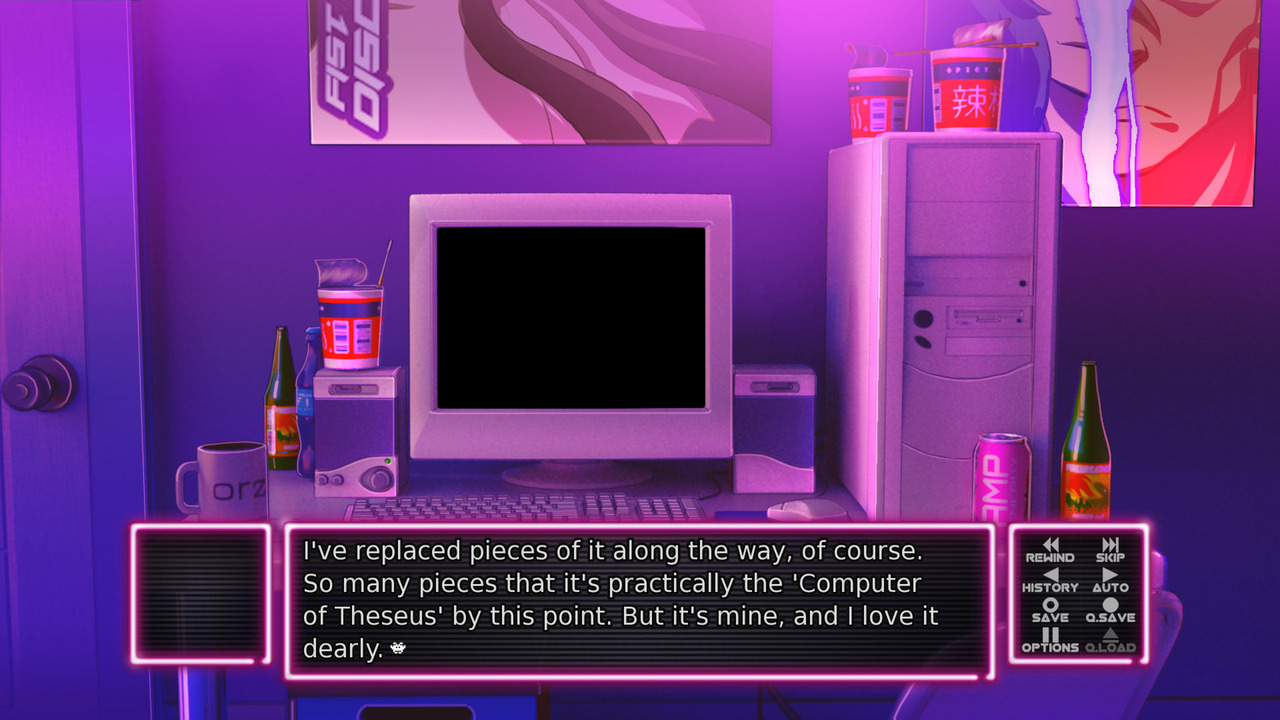 FIST
DISC
辣
orz
AMP
I've replaced pieces of it along the way, of course.
So many pieces that it's practically the 'Computer
of Theseus' by this point. But it's mine, and I love it
dearly.
REWIND SKIP
HISTORY AUTO
SAVE Q.SAVE
OPTIONS Q.LOAD